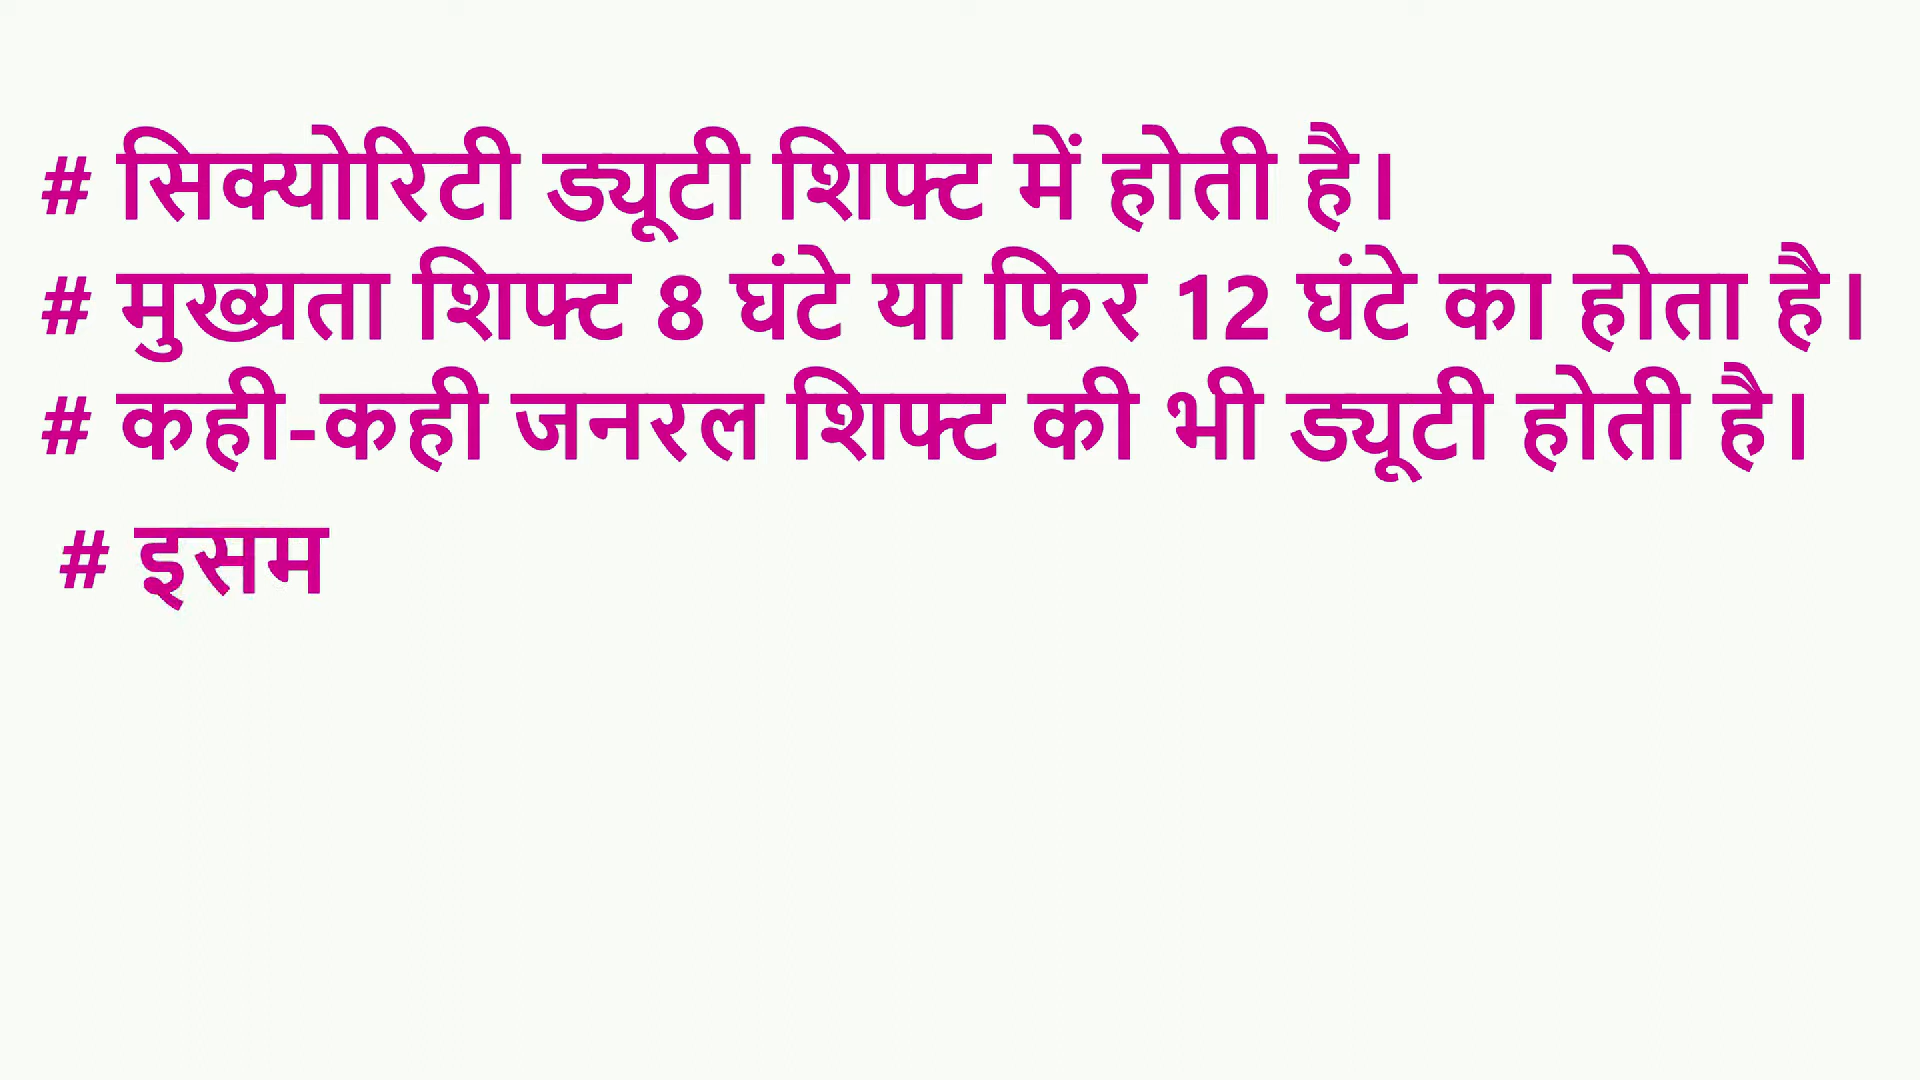 # सिक्योरिटी ड्यूटी शिफ्ट में होती है।
# मुख्यता शिफ्ट 8 घंटे या फिर 12 घंटे का होता है।
# कही-कही जनरल शिफ्ट की भी ड्यूटी होती है।
# इसम